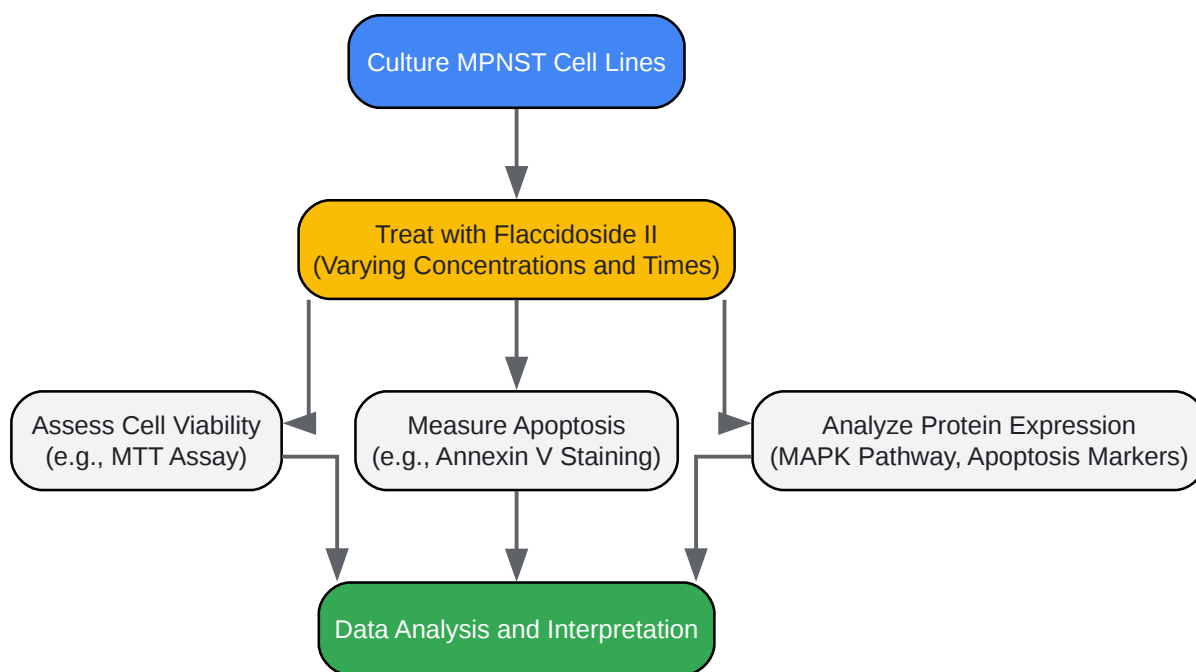 Culture MPNST Cell Lines
Treat with Flaccidoside II
(Varying Concentrations and Times)
Assess Cell Viability
(e.g., MTT Assay)
Measure Apoptosis
(e.g., Annexin V Staining)
Analyze Protein Expression
(MAPK Pathway, Apoptosis Markers)
Data Analysis and Interpretation